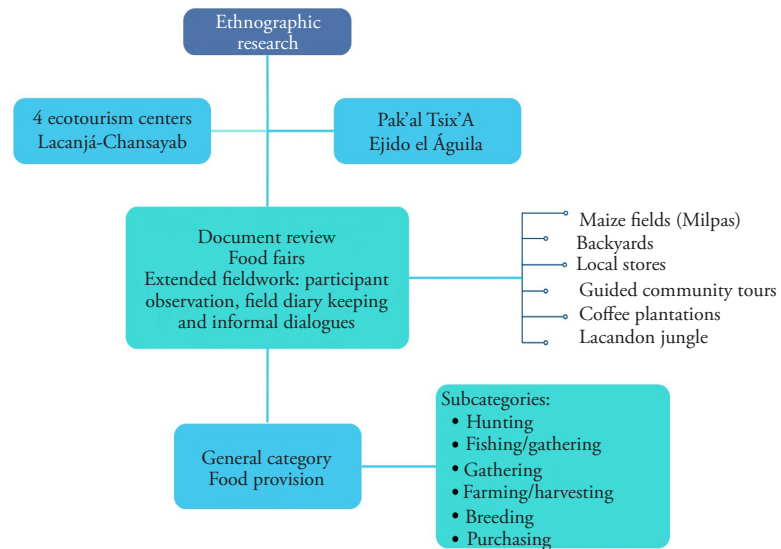 Ethnographic
research
4 ecotourism centers
Lacanjá-Chansayab
Pak'al Tsix'A
Ejido el Águila
Document review
Food fairs
Extended fieldwork: participant
observation, field diary keeping
and informal dialogues
Maize fields (Milpas)
Backyards
Local stores
Guided community tours
Coffee plantations
Lacandon jungle
General category
Food provision
Subcategories:
• Hunting
• Fishing/gathering
• Gathering
• Farming/harvesting
• Breeding
• Purchasing